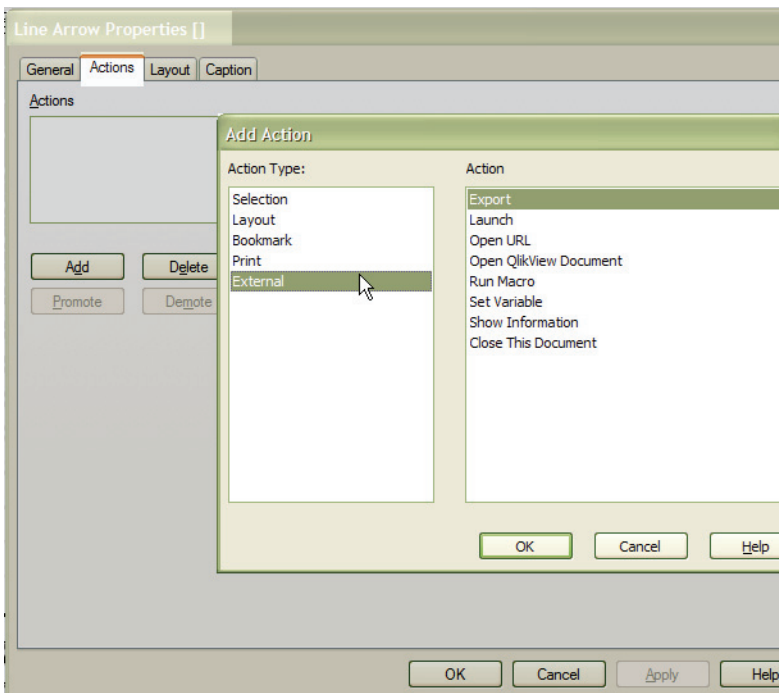 Line Arrow Properties []
General Actions Layout Caption
Actions
Add Action
Action Type: Action
Selection
Layout
Bookmark
Print
External
Export
Launch
Open URL
Open QlikView Document
Run Macro
Set Variable
Show Information
Close This Document
Add Delete
Promote Demote
OK Cancel Help
OK Cancel Apply Help